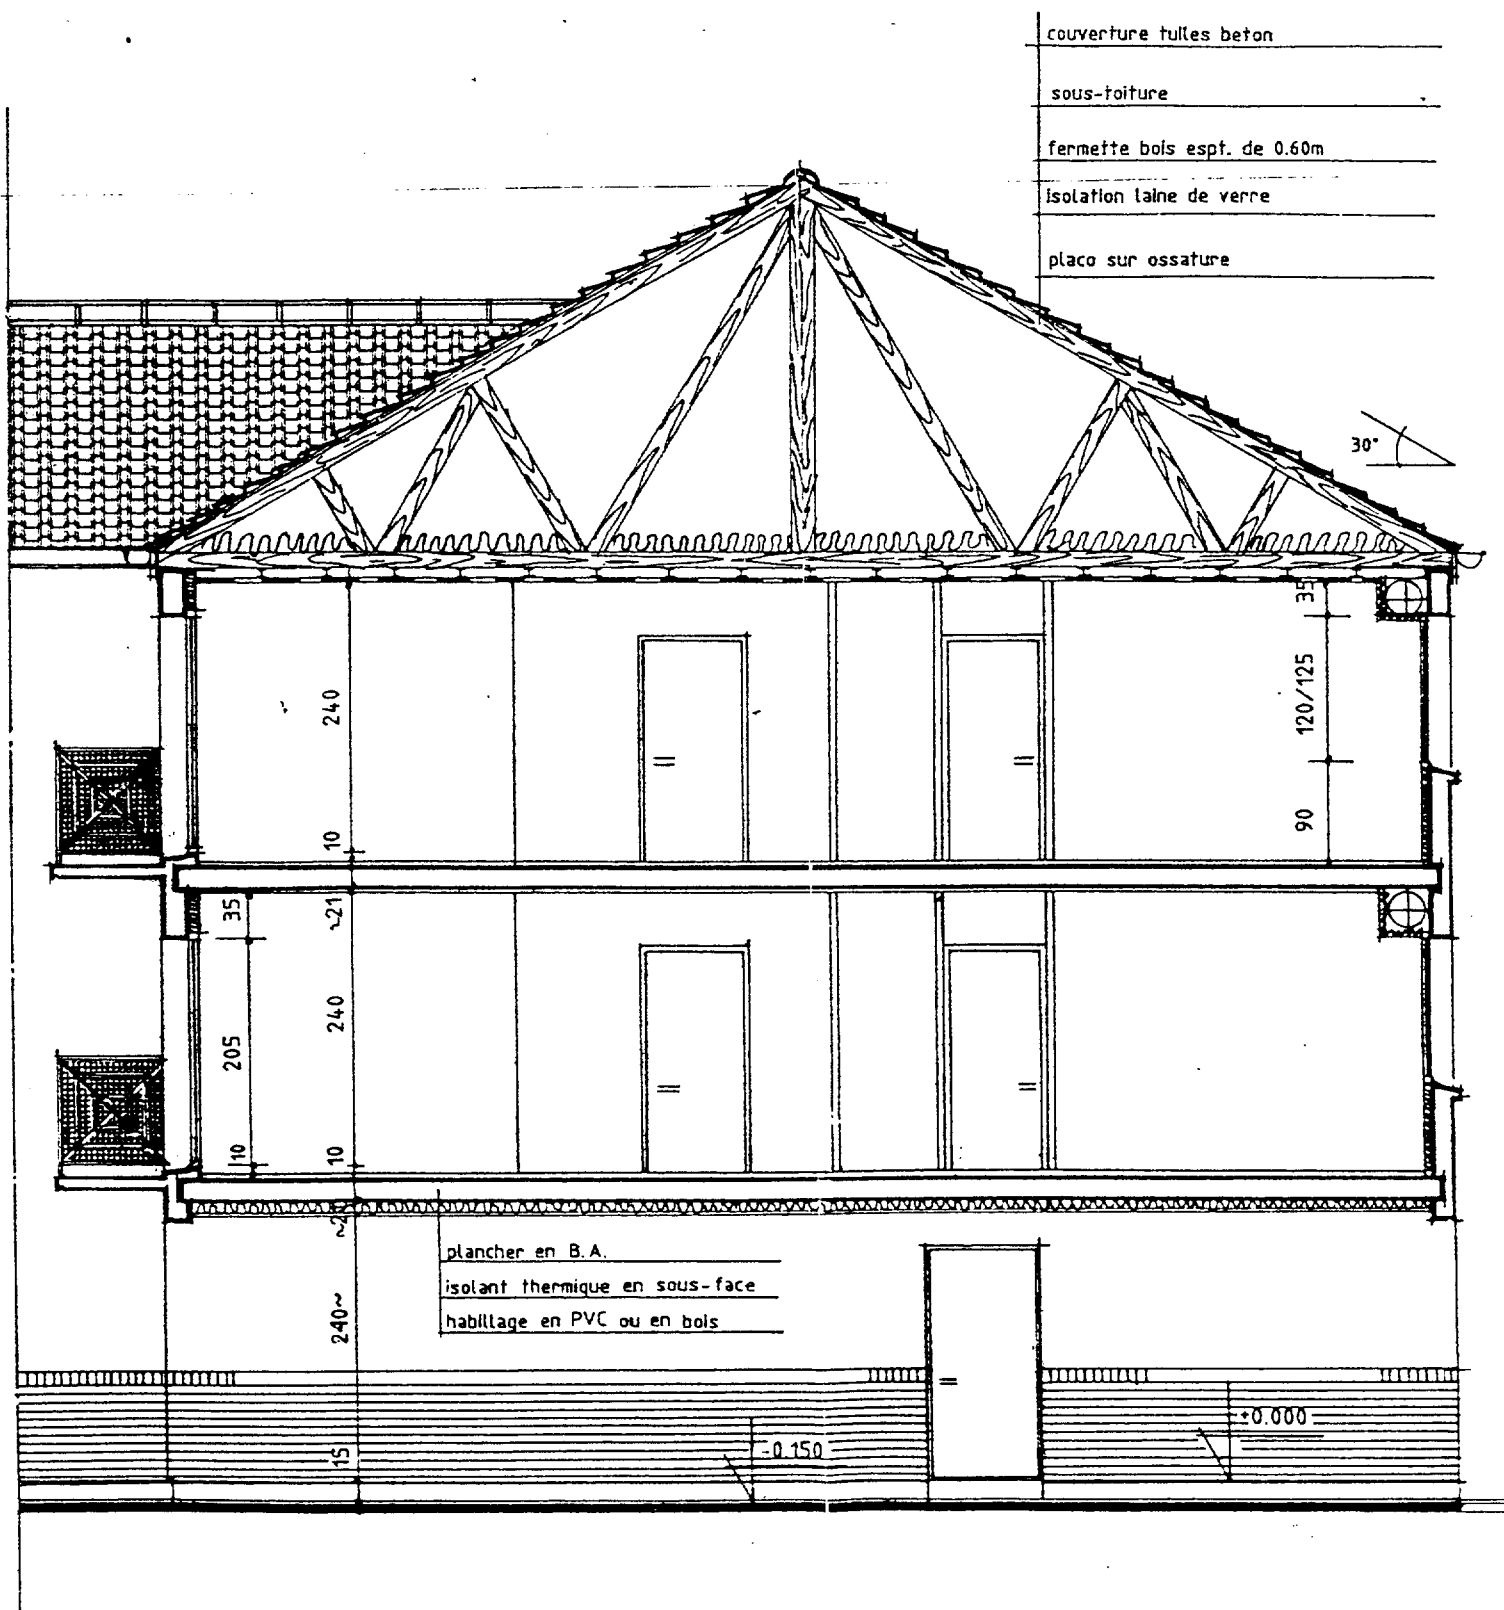 couverture tuiles beton
sous-toiture
fermette bois espt. de 0.60m
isolation laine de verre
placo sur ossature
30°
35
240
120/125
10
90
35
~21
240
205
10
10
plancher en B.A.
isolant thermique en sous-face
240~
habillage en PVC ou en bois
±0.000
-0.150
15